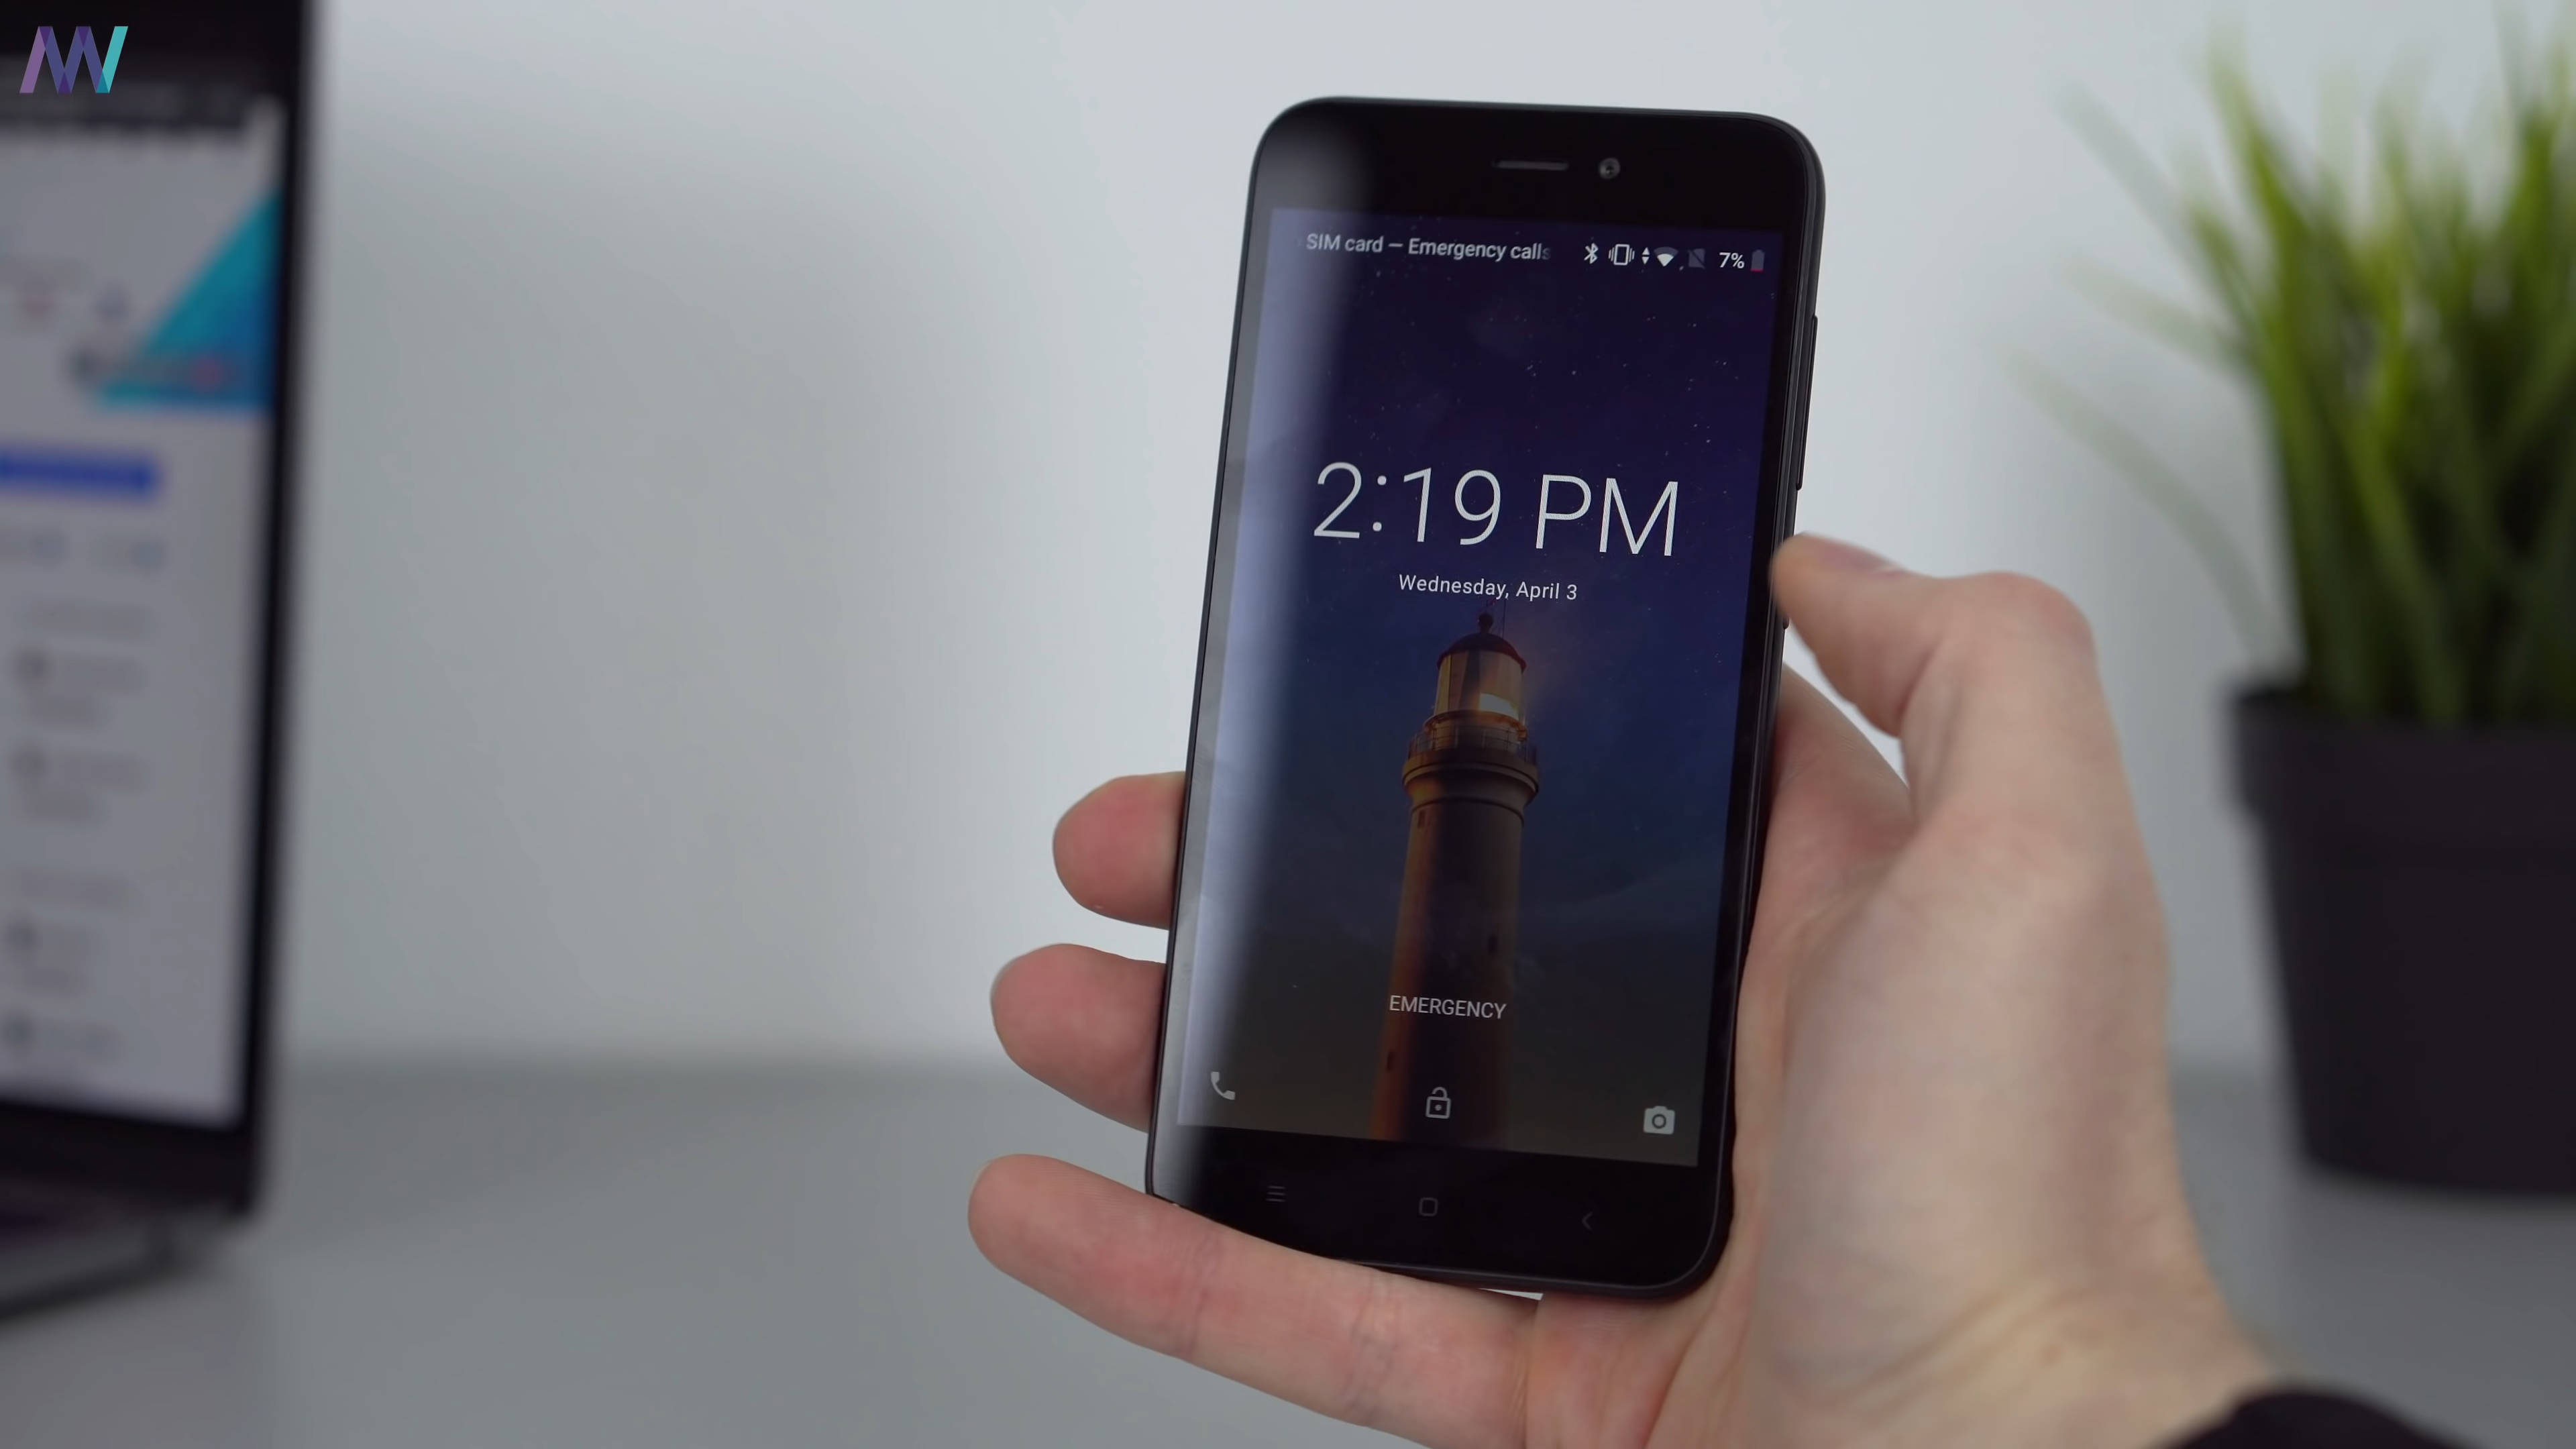 SIM card — Emergency calls
7%
2:19 PM
Wednesday, April 3
EMERGENCY